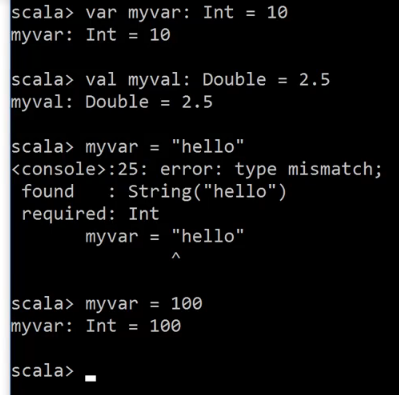 scala> var myvar: Int = 10
myvar: Int = 10
scala> val myval: Double = 2.5
myval: Double = 2.5
scala> myvar = "hello"
<console>:25: error: type mismatch;
 found   : String("hello")
 required: Int
       myvar = "hello"
               ^
scala> myvar = 100
myvar: Int = 100
scala>